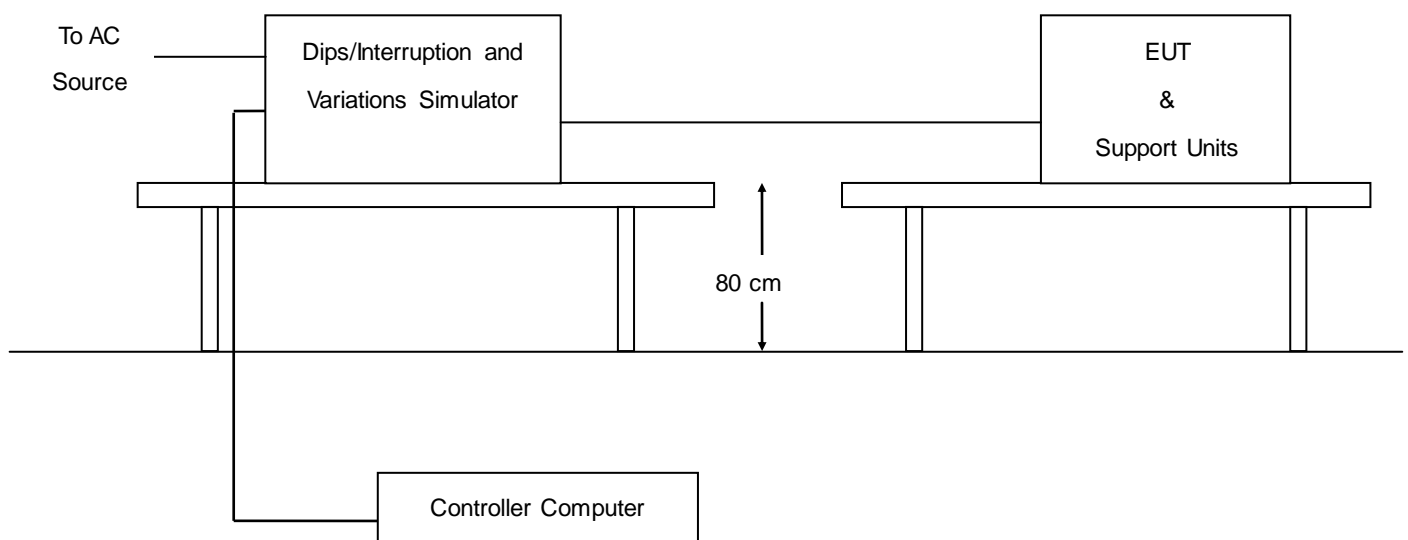 To AC
Source
Dips/Interruption and
Variations Simulator
EUT
&
Support Units
80 cm
Controller Computer